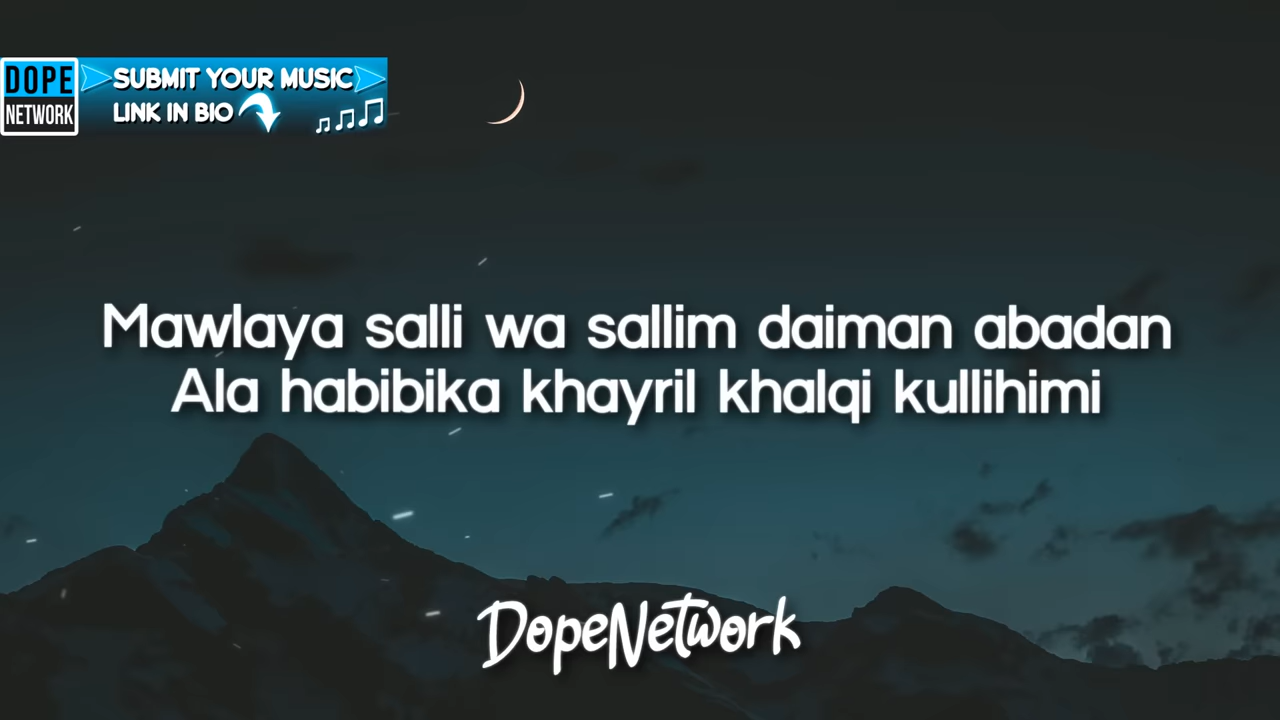 DOPE
NETWORK
SUBMIT YOUR MUSIC
LINK IN BIO
Mawlaya salli wa sallim daiman abadan
Ala habibika khayril khalqi kullihimi
DopeNetwork